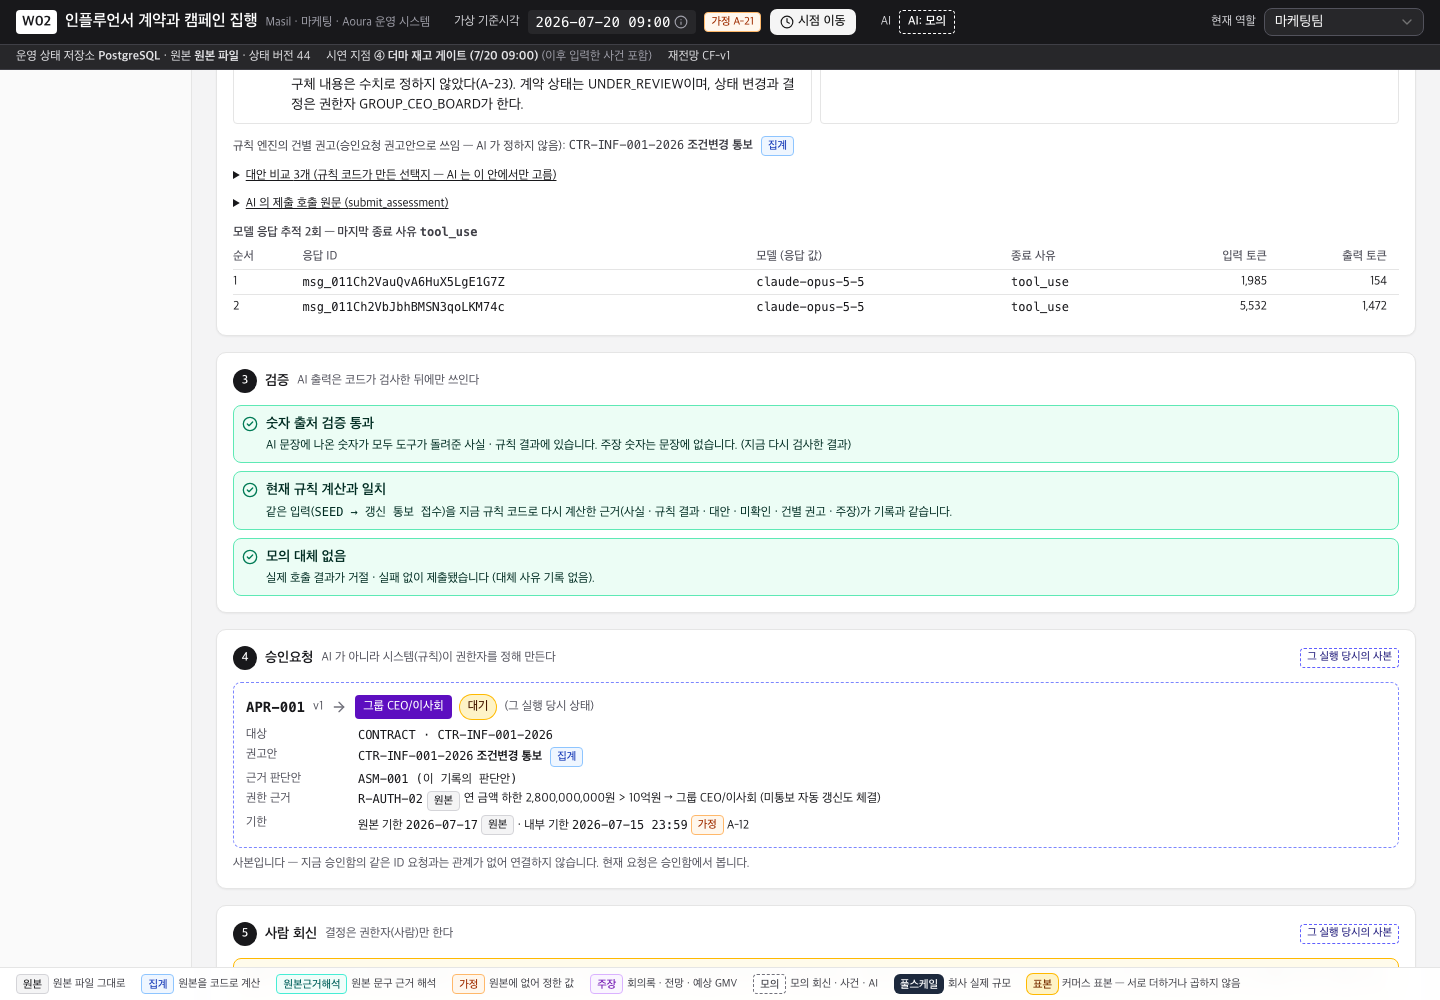 W02 인플루언서 계약과 캠페인 집행 Masil · 마케팅 · Aoura 운영 시스템 가상 기준시각 2026-07-20 09:00 가정 A-21 시점 이동 AI AI: 모의 현재 역할 마케팅팀
운영 상태 저장소 PostgreSQL · 원본 원본 파일 · 상태 버전 44 시연 지점 ④ 더마 재고 게이트 (7/20 09:00) (이후 입력한 사건 포함) 재전망 CF-v1
구체 내용은 수치로 정하지 않았다(A-23). 계약 상태는 UNDER_REVIEW이며, 상태 변경과 결
정은 권한자 GROUP_CEO_BOARD가 한다.
규칙 엔진의 건별 권고(승인요청 권고안으로 쓰임 — AI 가 정하지 않음): CTR-INF-001-2026 조건변경 통보 집계
▶ 대안 비교 3개 (규칙 코드가 만든 선택지 — AI 는 이 안에서만 고름)
▶ AI 의 제출 호출 원문 (submit_assessment)
모델 응답 추적 2회 — 마지막 종료 사유 tool_use
순서 응답 ID 모델 (응답 값) 종료 사유 입력 토큰 출력 토큰
1 msg_011Ch2VauQvA6HuX5LgE1G7Z claude-opus-5-5 tool_use 1,985 154
2 msg_011Ch2VbJbhBMSN3qoLKM74c claude-opus-5-5 tool_use 5,532 1,472
3 검증 AI 출력은 코드가 검사한 뒤에만 쓰인다
숫자 출처 검증 통과
AI 문장에 나온 숫자가 모두 도구가 돌려준 사실 · 규칙 결과에 있습니다. 주장 숫자는 문장에 없습니다. (지금 다시 검사한 결과)
현재 규칙 계산과 일치
같은 입력(SEED → 갱신 통보 접수)을 지금 규칙 코드로 다시 계산한 근거(사실 · 규칙 결과 · 대안 · 미확인 · 건별 권고 · 주장)가 기록과 같습니다.
모의 대체 없음
실제 호출 결과가 거절 · 실패 없이 제출됐습니다 (대체 사유 기록 없음).
4 승인요청 AI 가 아니라 시스템(규칙)이 권한자를 정해 만든다 그 실행 당시의 사본
APR-001 v1 → 그룹 CEO/이사회 대기 (그 실행 당시 상태)
대상 CONTRACT · CTR-INF-001-2026
권고안 CTR-INF-001-2026 조건변경 통보 집계
근거 판단안 ASM-001 (이 기록의 판단안)
권한 근거 R-AUTH-02 원본 연 금액 하한 2,800,000,000원 > 10억원 → 그룹 CEO/이사회 (미통보 자동 갱신도 체결)
기한 원본 기한 2026-07-17 원본 · 내부 기한 2026-07-15 23:59 가정 A-12
사본입니다 — 지금 승인함의 같은 ID 요청과는 관계가 없어 연결하지 않습니다. 현재 요청은 승인함에서 봅니다.
5 사람 회신 결정은 권한자(사람)만 한다 그 실행 당시의 사본
원본 원본 파일 그대로 집계 원본을 코드로 계산 원본근거해석 원본 문구 근거 해석 가정 원본에 없어 정한 값 주장 회의록 · 전망 · 예상 GMV 모의 모의 회신 · 사건 · AI 풀스케일 회사 실제 규모 표본 커머스 표본 — 서로 더하거나 곱하지 않음